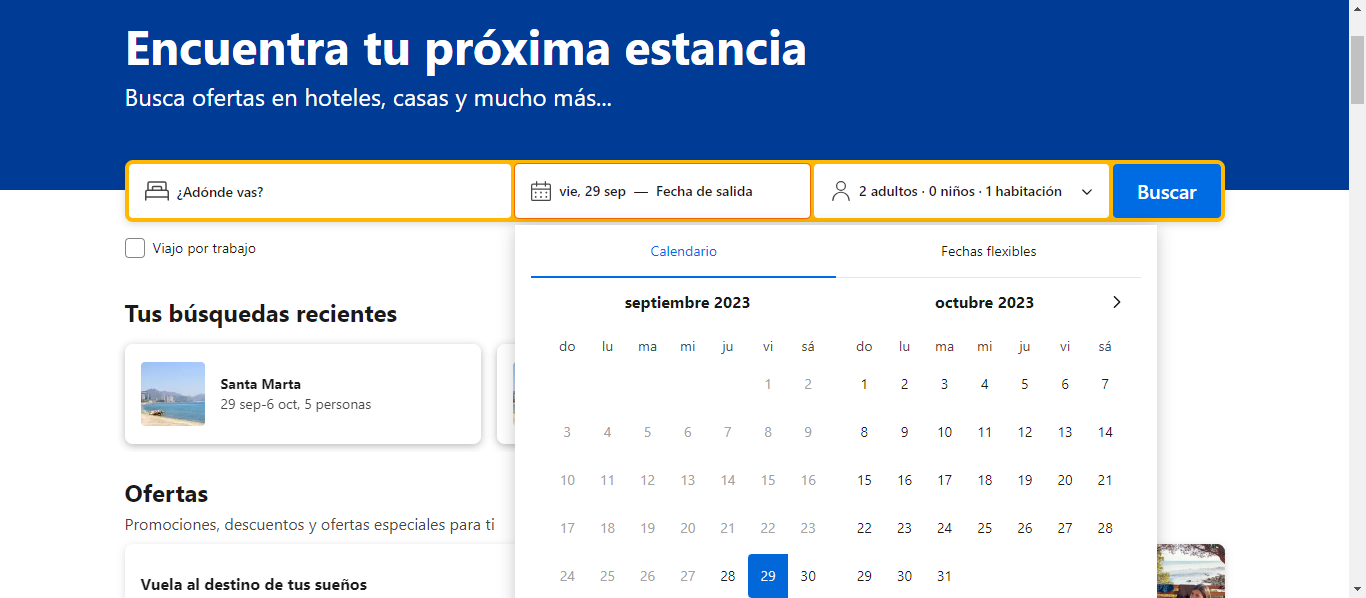 Encuentra tu próxima estancia
Busca ofertas en hoteles, casas y mucho más...
¿Adónde vas?
vie, 29 sep — Fecha de salida
2 adultos · 0 niños · 1 habitación
Buscar
Viajo por trabajo
Calendario
Fechas flexibles
septiembre 2023
do lu ma mi ju vi sá
1 2
3 4 5 6 7 8 9
10 11 12 13 14 15 16
17 18 19 20 21 22 23
24 25 26 27 28 29 30
octubre 2023
do lu ma mi ju vi sá
1 2 3 4 5 6 7
8 9 10 11 12 13 14
15 16 17 18 19 20 21
22 23 24 25 26 27 28
29 30 31
Tus búsquedas recientes
Santa Marta
29 sep-6 oct, 5 personas
Ofertas
Promociones, descuentos y ofertas especiales para ti
Vuela al destino de tus sueños